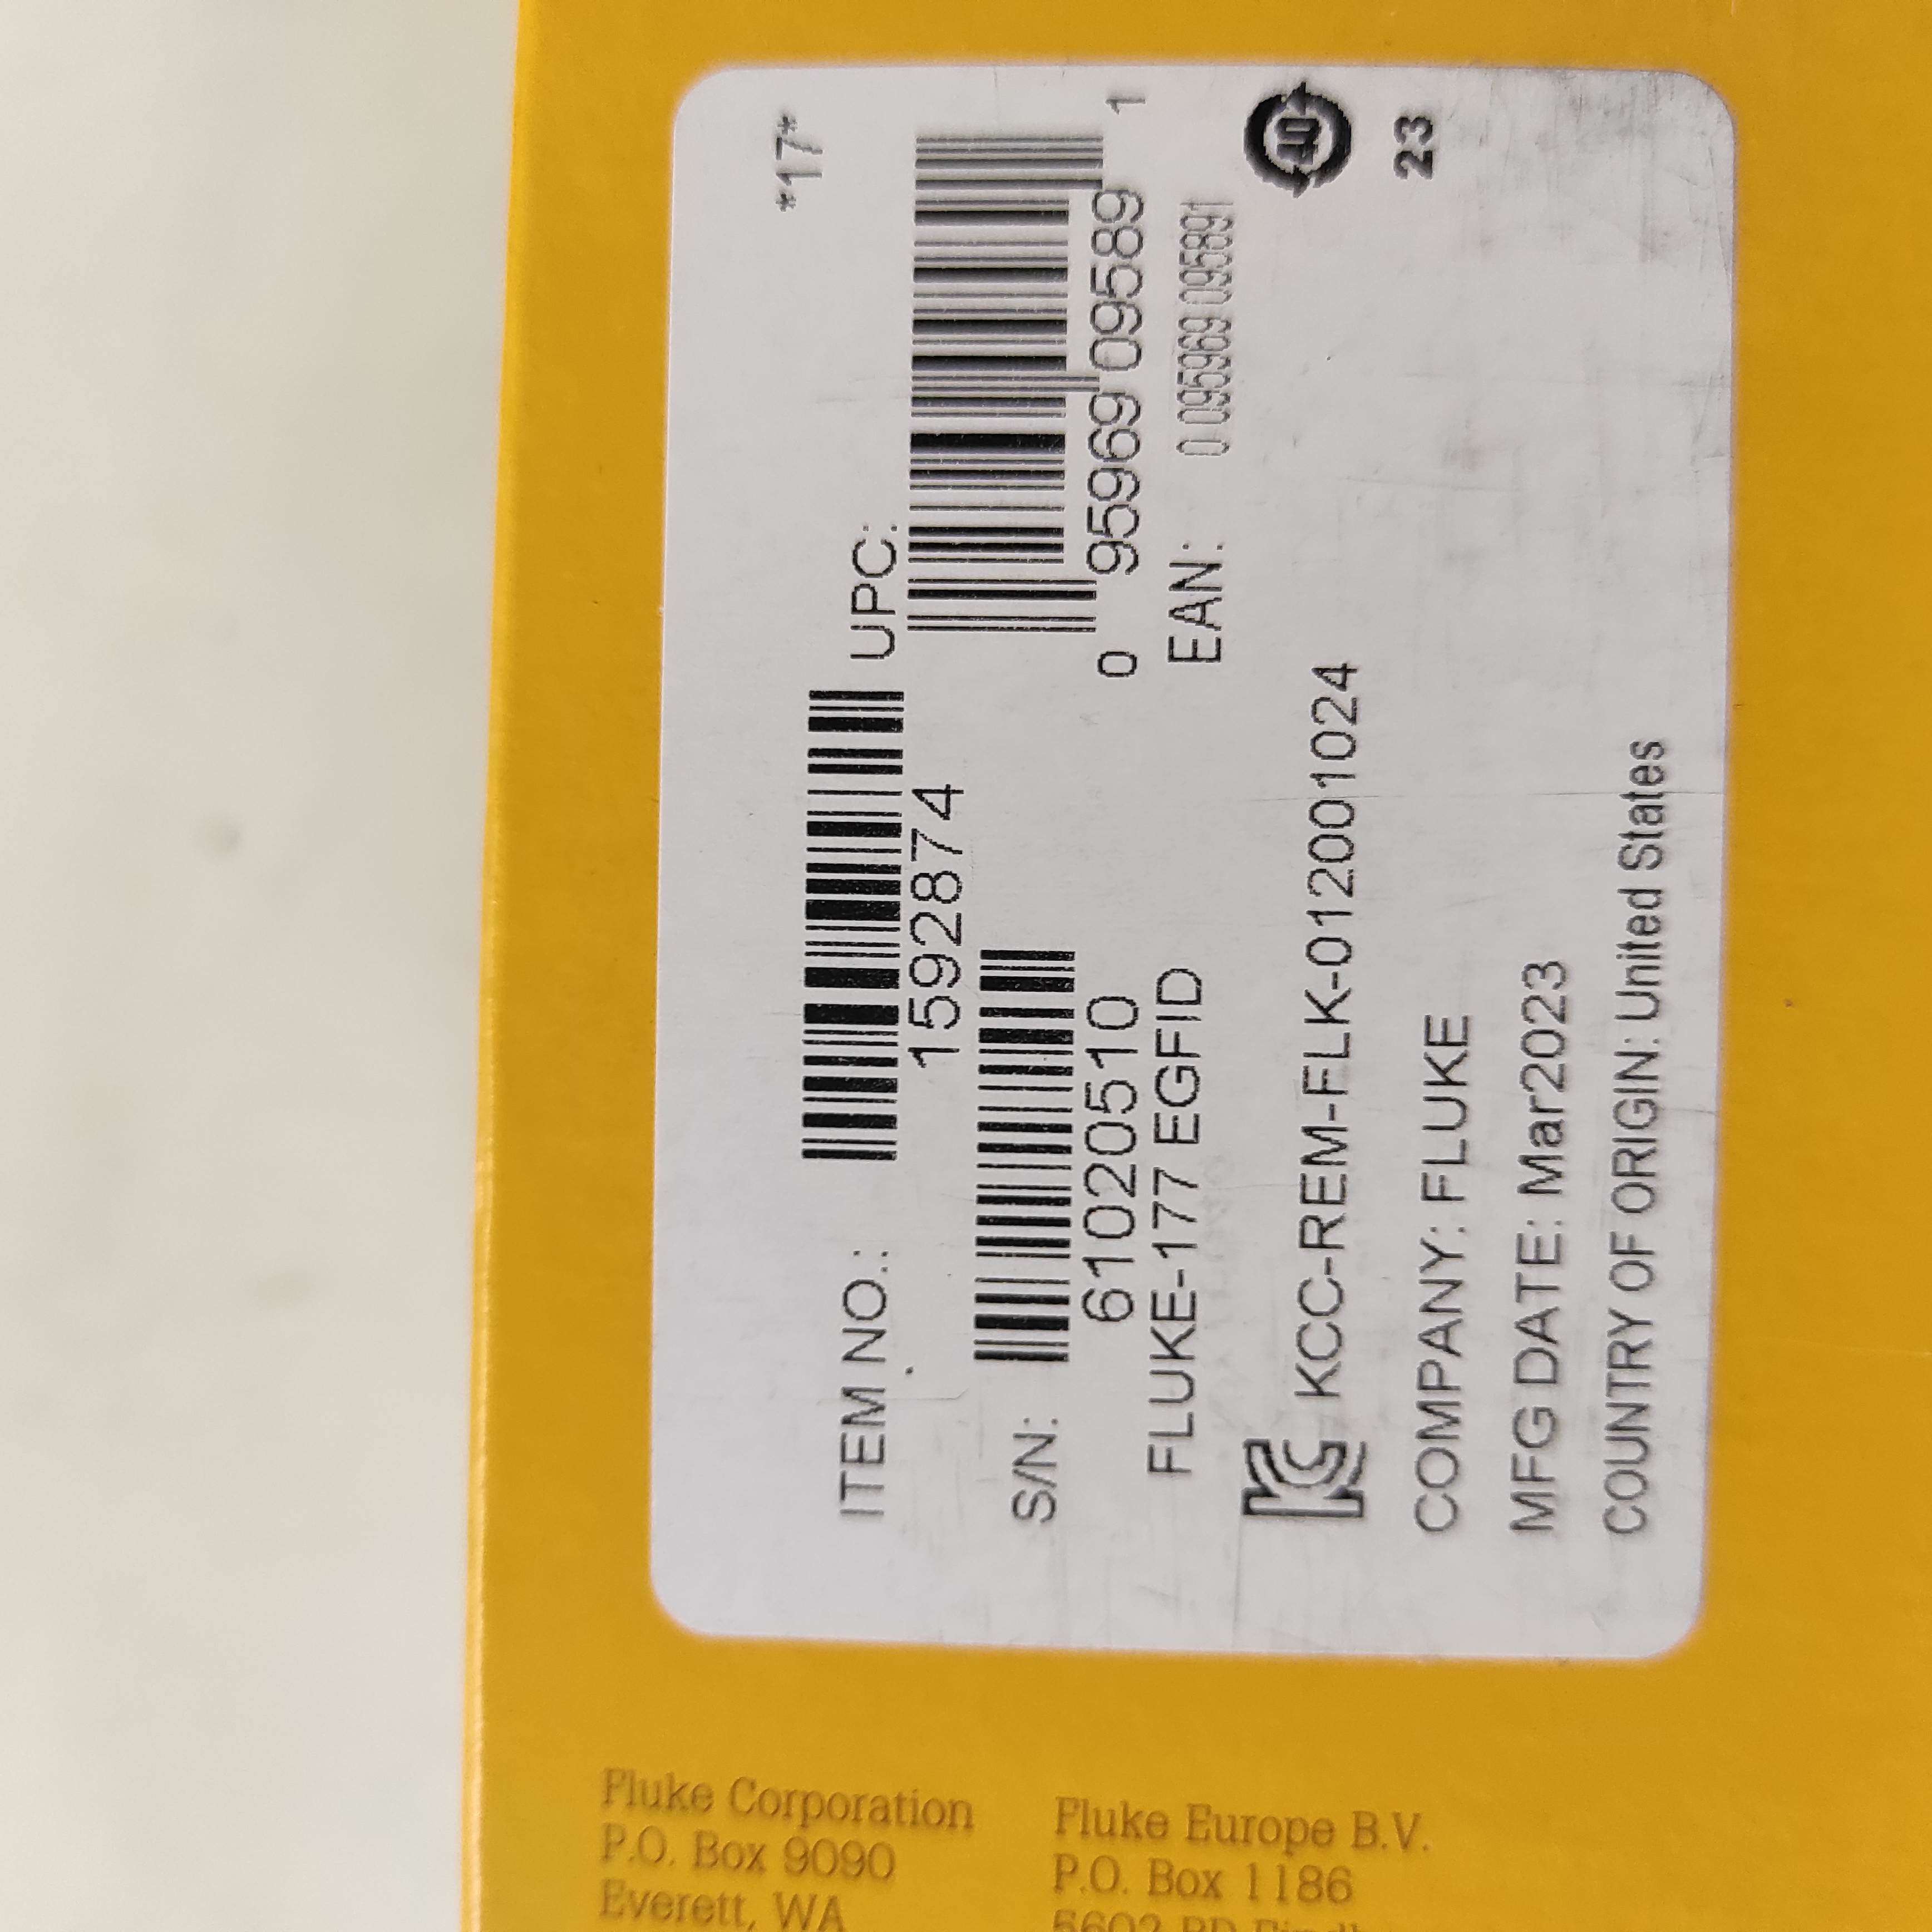 *17*
ITEM NO.:
1592874
UPC:
0 95969 09589 1
S/N:
61020510
FLUKE-177 EGFID
EAN: 0 095969 095891
KCC-REM-FLK-012001024
40
COMPANY: FLUKE
23
MFG DATE: Mar2023
COUNTRY OF ORIGIN: United States
Fluke Corporation
P.O. Box 9090
Everett, WA
Fluke Europe B.V.
P.O. Box 1186